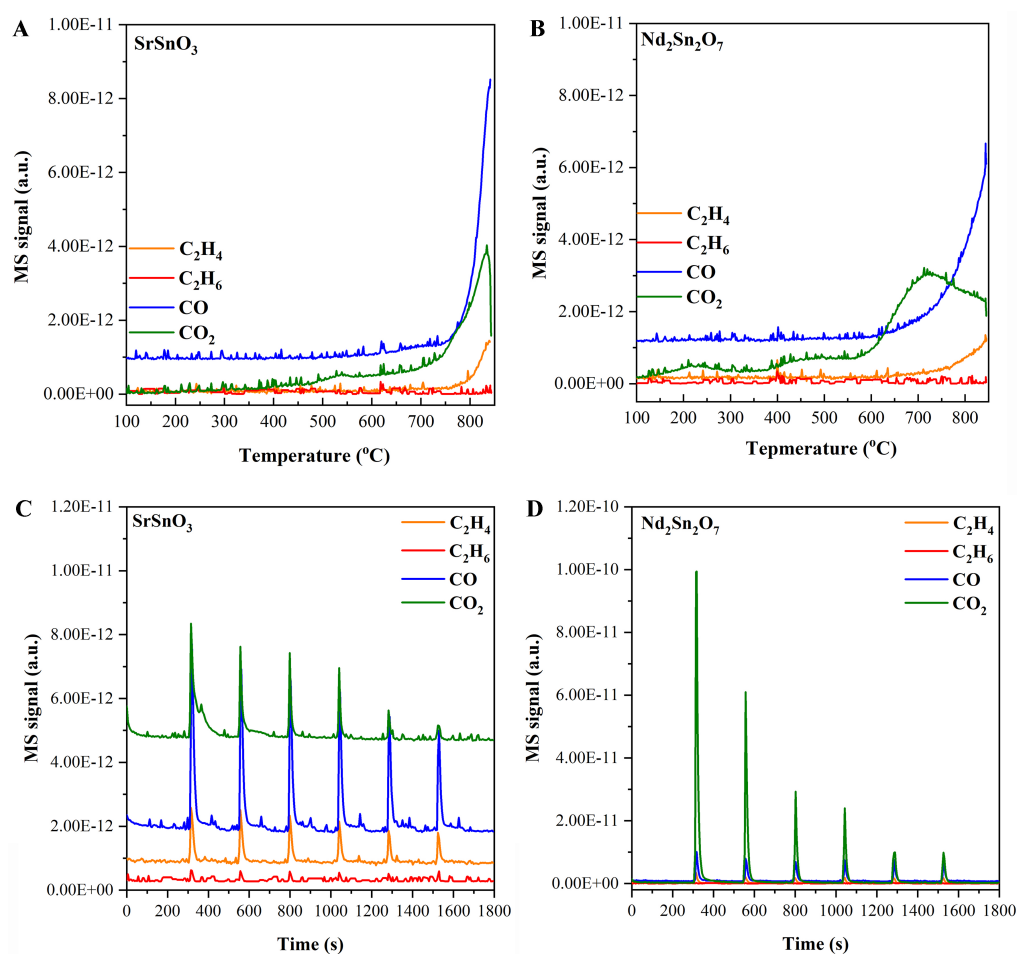 A
SrSnO3
1.00E-11
8.00E-12
6.00E-12
4.00E-12
2.00E-12
0.00E+00
MS signal (a.u.)
C2H4
C2H6
CO
CO2
100 200 300 400 500 600 700 800
Temperature (oC)
B
Nd2Sn2O7
1.00E-11
8.00E-12
6.00E-12
4.00E-12
2.00E-12
0.00E+00
MS signal (a.u.)
C2H4
C2H6
CO
CO2
100 200 300 400 500 600 700 800
Tepmerature (oC)
C
SrSnO3
1.20E-11
1.00E-11
8.00E-12
6.00E-12
4.00E-12
2.00E-12
0.00E+00
MS signal (a.u.)
C2H4
C2H6
CO
CO2
0 200 400 600 800 1000 1200 1400 1600 1800
Time (s)
D
Nd2Sn2O7
1.20E-10
1.00E-10
8.00E-11
6.00E-11
4.00E-11
2.00E-11
0.00E+00
MS signal (a.u.)
C2H4
C2H6
CO
CO2
0 200 400 600 800 1000 1200 1400 1600 1800
Time (s)